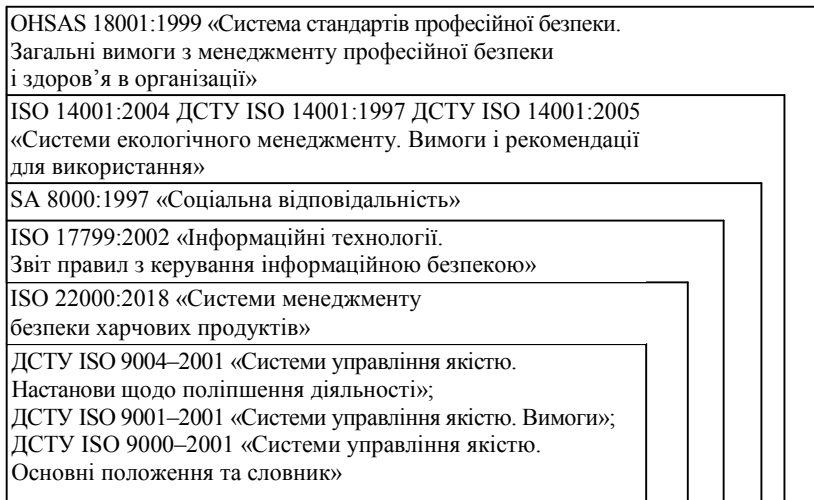 OHSAS 18001:1999 «Система стандартів професійної безпеки.
Загальні вимоги з менеджменту професійної безпеки
і здоров’я в організації»
ISO 14001:2004 ДСТУ ISO 14001:1997 ДСТУ ISO 14001:2005
«Системи екологічного менеджменту. Вимоги і рекомендації
для використання»
SA 8000:1997 «Соціальна відповідальність»
ISO 17799:2002 «Інформаційні технології.
Звіт правил з керування інформаційною безпекою»
ISO 22000:2018 «Системи менеджменту
безпеки харчових продуктів»
ДСТУ ISO 9004–2001 «Системи управління якістю.
Настанови щодо поліпшення діяльності»;
ДСТУ ISO 9001–2001 «Системи управління якістю. Вимоги»;
ДСТУ ISO 9000–2001 «Системи управління якістю.
Основні положення та словник»